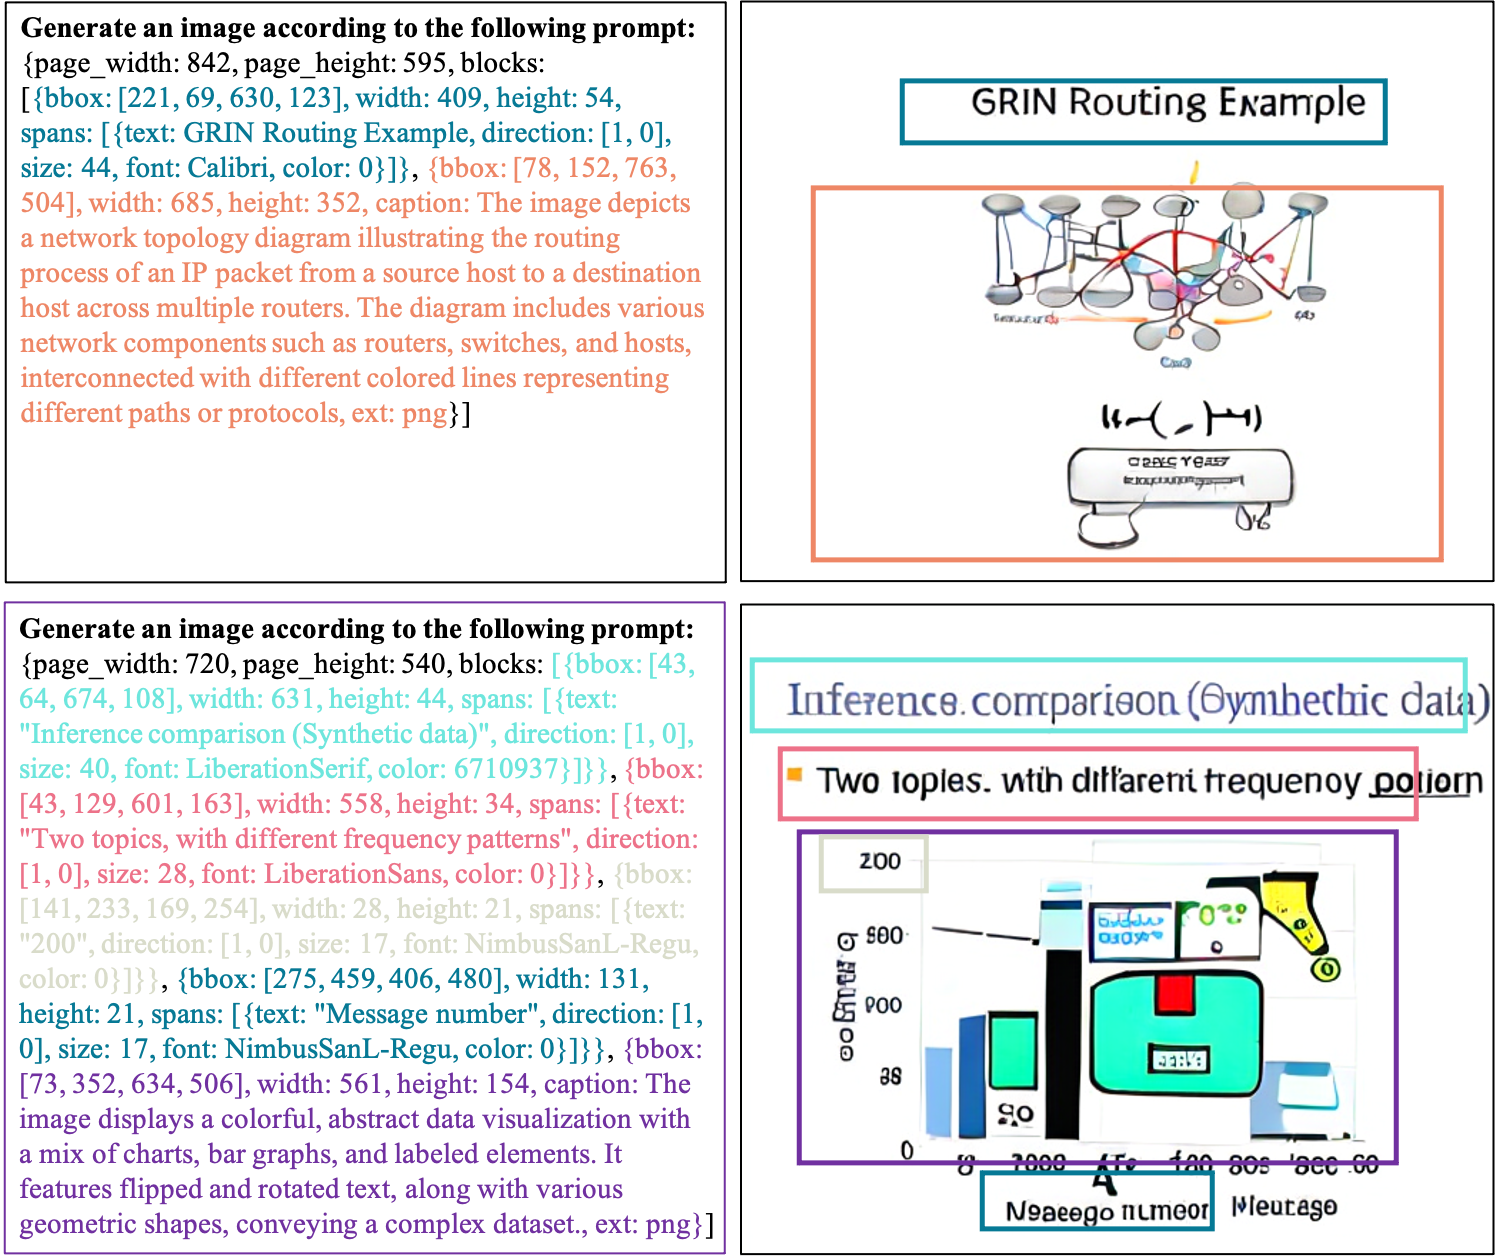 Generate an image according to the following prompt:
{page_width: 842, page_height: 595, blocks:
[{bbox: [221, 69, 630, 123], width: 409, height: 54,
spans: [{text: GRIN Routing Example, direction: [1, 0],
size: 44, font: Calibri, color: 0}]}, {bbox: [78, 152, 763,
504], width: 685, height: 352, caption: The image depicts
a network topology diagram illustrating the routing
process of an IP packet from a source host to a destination
host across multiple routers. The diagram includes various
network components such as routers, switches, and hosts,
interconnected with different colored lines representing
different paths or protocols, ext: png}]
GRIN Routing Example
Generate an image according to the following prompt:
{page_width: 720, page_height: 540, blocks: [{bbox: [43,
64, 674, 108], width: 631, height: 44, spans: [{text:
"Inference comparison (Synthetic data)", direction: [1, 0],
size: 40, font: LiberationSerif, color: 6710937}]}}, {bbox:
[43, 129, 601, 163], width: 558, height: 34, spans: [{text:
"Two topics, with different frequency patterns", direction:
[1, 0], size: 28, font: LiberationSans, color: 0}]}}, {bbox:
[141, 233, 169, 254], width: 28, height: 21, spans: [{text:
"200", direction: [1, 0], size: 17, font: NimbusSanL-Regu,
color: 0}]}}, {bbox: [275, 459, 406, 480], width: 131,
height: 21, spans: [{text: "Message number", direction: [1,
0], size: 17, font: NimbusSanL-Regu, color: 0}]}}, {bbox:
[73, 352, 634, 506], width: 561, height: 154, caption: The
image displays a colorful, abstract data visualization with
a mix of charts, bar graphs, and labeled elements. It
features flipped and rotated text, along with various
geometric shapes, conveying a complex dataset., ext: png}]
Inference. comparison data)
Two with frequency
200
0